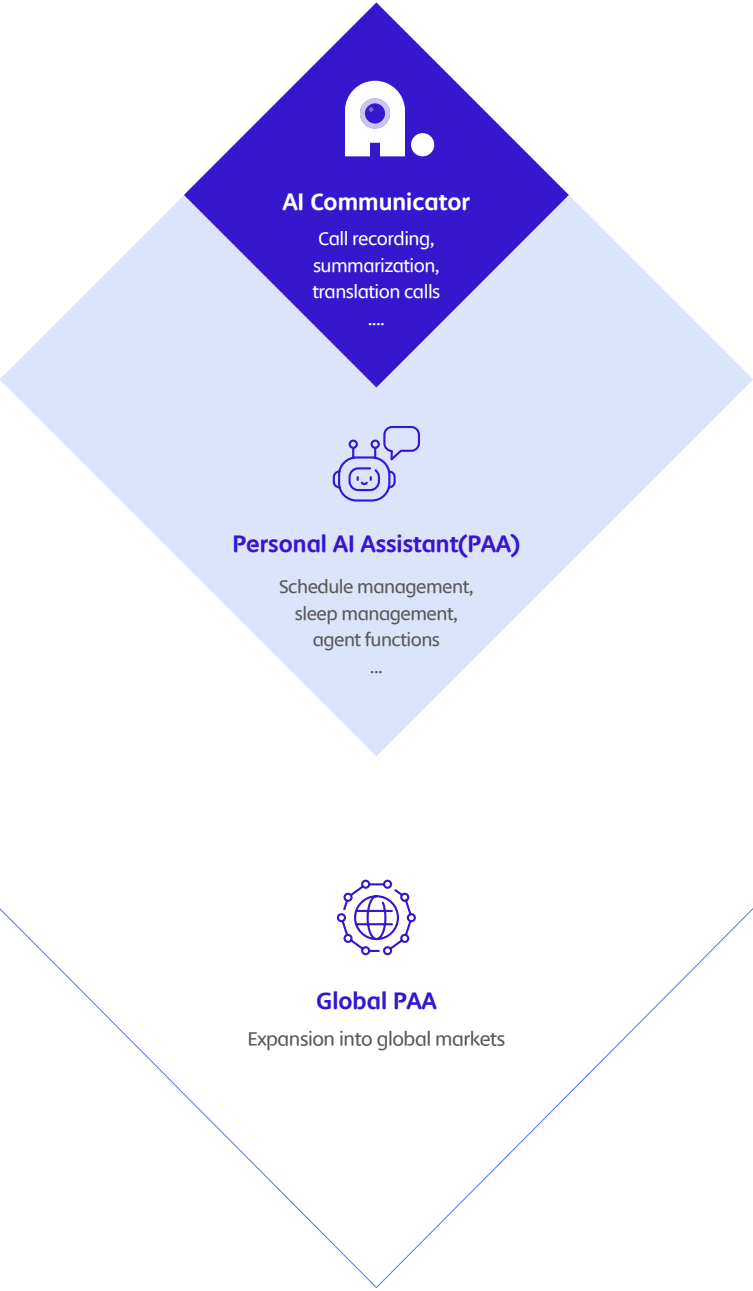 AI Communicator
Call recording,
summarization,
translation calls
....
Personal AI Assistant(PAA)
Schedule management,
sleep management,
agent functions
...
Global PAA
Expansion into global markets